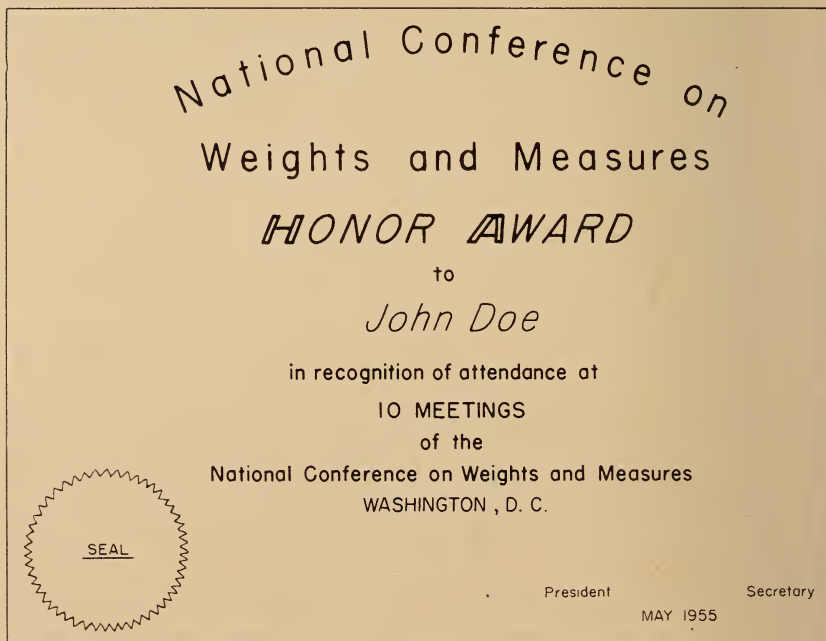 National Conference on
Weights and Measures
HONOR AWARD
to
John Doe
in recognition of attendance at
10 MEETINGS
of the
National Conference on Weights and Measures
WASHINGTON, D. C.
SEAL
President Secretary
MAY 1955